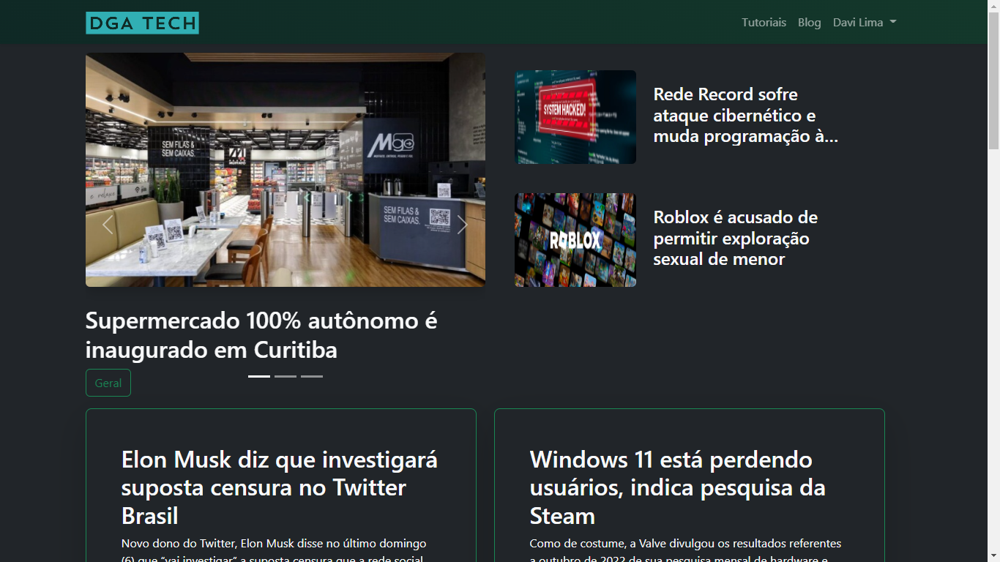 DGA TECH
Tutoriais
Blog
Davi Lima
SEM FILAS &
SEM CAIXAS.
MUFFATO
Mgo
SEM FILAS &
SEM CAIXAS.
SYSTEM HACKED!
Rede Record sofre
ataque cibernético e
muda programação à...
ROBLOX
Roblox é acusado de
permitir exploração
sexual de menor
Supermercado 100% autônomo é
inaugurado em Curitiba
Geral
Elon Musk diz que investigará
suposta censura no Twitter
Brasil
Novo dono do Twitter, Elon Musk disse no último domingo
(6) que “vai investigar” a suposta censura que a rede social
Windows 11 está perdendo
usuários, indica pesquisa da
Steam
Como de costume, a Valve divulgou os resultados referentes
a outubro de 2022 de sua pesquisa mensal de hardware e